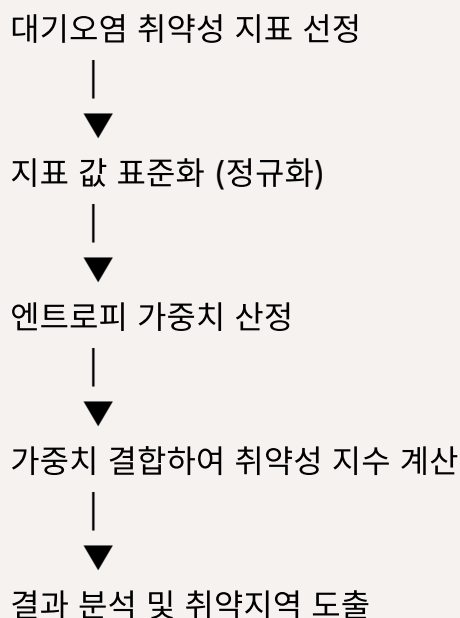 대기오염 취약성 지표 선정
│
▼
지표 값 표준화 (정규화)
│
▼
엔트로피 가중치 산정
│
▼
가중치 결합하여 취약성 지수 계산
│
▼
결과 분석 및 취약지역 도출